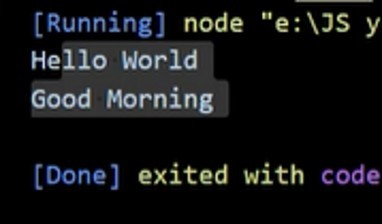 [Running] node "e:\JS y
Hello World
Good Morning
[Done] exited with code